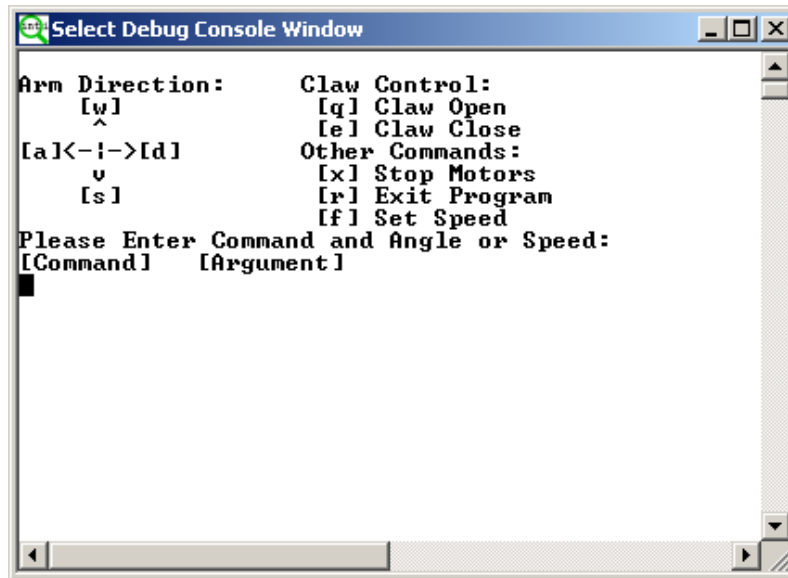 Select Debug Console Window
Arm Direction:        Claw Control:
    [w]                [q] Claw Open
     ^                 [e] Claw Close
[a]<-¦->[d]           Other Commands:
     v                 [x] Stop Motors
    [s]                [r] Exit Program
                       [f] Set Speed
Please Enter Command and Angle or Speed:
[Command]   [Argument]